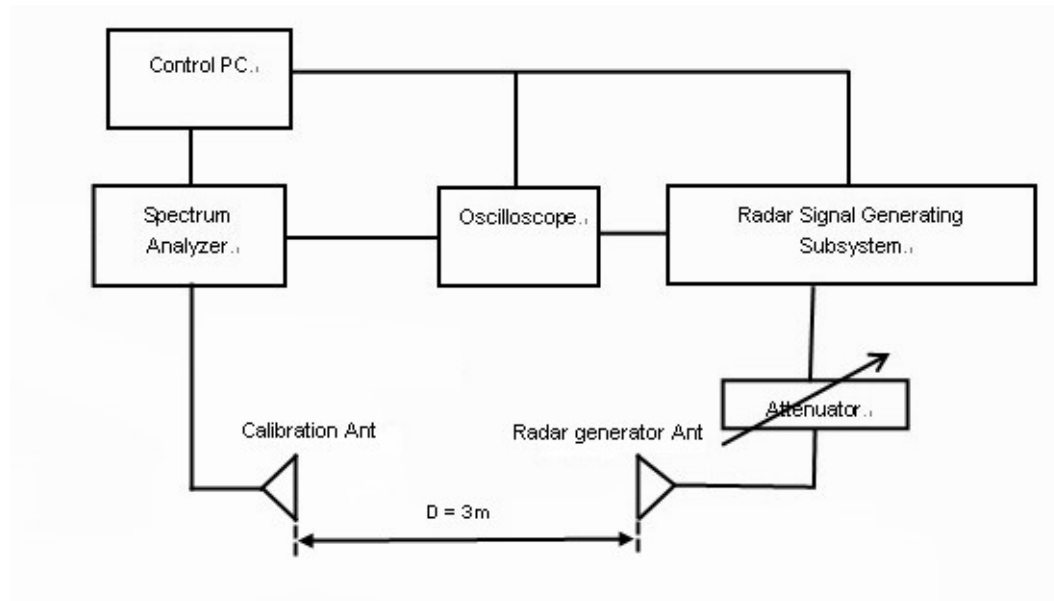 Control PC
Spectrum
Analyzer
Oscilloscope
Radar Signal Generating
Subsystem
Attenuator
Calibration Ant
Radar generator Ant
D = 3m